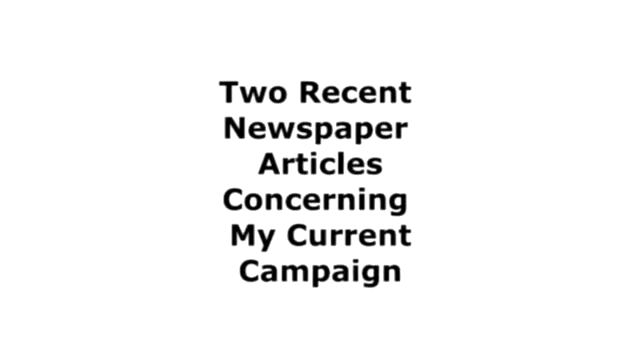 Two Recent
Newspaper
Articles
Concerning
My Current
Campaign